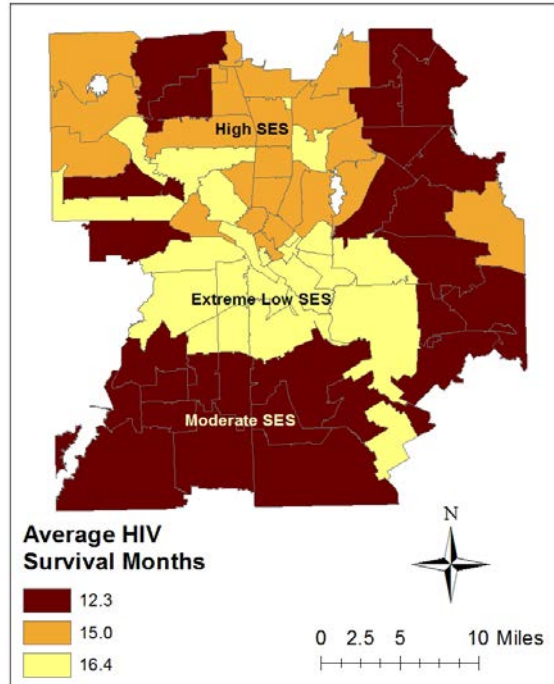 High SES
Extreme Low SES
Moderate SES
Average HIV
Survival Months
12.3
15.0
16.4
N
0 2.5 5 10 Miles